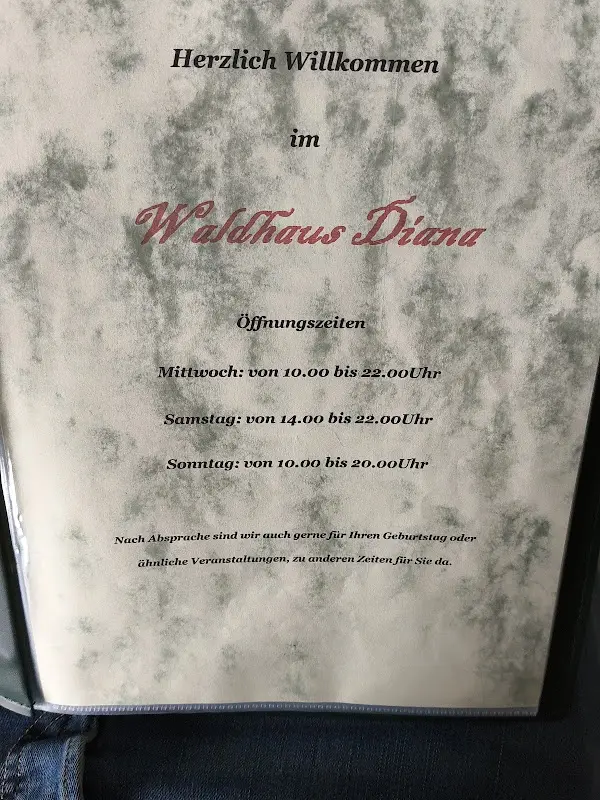 Herzlich Willkommen
im
Waldhaus Diana
Öffnungszeiten
Mittwoch: von 10.00 bis 22.00Uhr
Samstag: von 14.00 bis 22.00Uhr
Sonntag: von 10.00 bis 20.00Uhr
Nach Absprache sind wir auch gerne für Ihren Geburtstag oder
ähnliche Veranstaltungen, zu anderen Zeiten für Sie da.